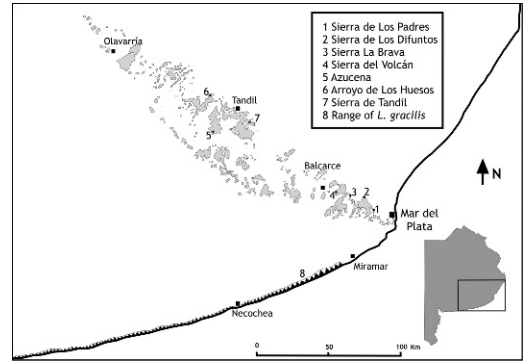 1 Sierra de Los Padres
2 Sierra de Los Difuntos
3 Sierra La Brava
4 Sierra del Volcán
5 Azucena
6 Arroyo de Los Huesos
7 Sierra de Tandil
8 Range of L. gracilis
Olavarría
6
Tandil
7
5
Balcarce
4
3
2
1
N
Mar del
Plata
8
Miramar
Necochea
0 50 100 Km